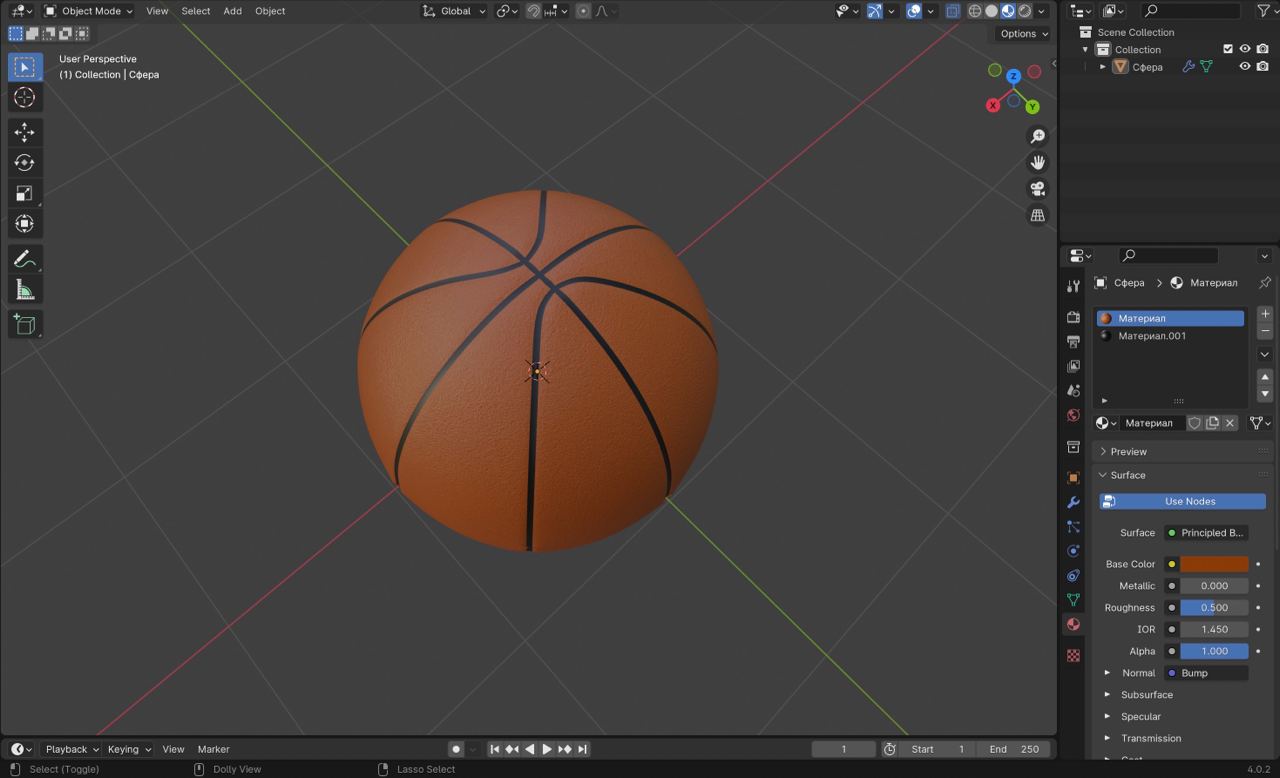 Object Mode View Select Add Object Global
Options
User Perspective
(1) Collection | Сфера
Z
X Y
Scene Collection
Collection
Сфера
Сфера > Материал
Материал
Материал.001
Материал
Preview
Surface
Use Nodes
Surface Principled B...
Base Color
Metallic 0.000
Roughness 0.500
IOR 1.450
Alpha 1.000
Normal Bump
Subsurface
Specular
Transmission
Playback Keying View Marker 1 Start 1 End 250
Select (Toggle) Dolly View Lasso Select 4.0.2